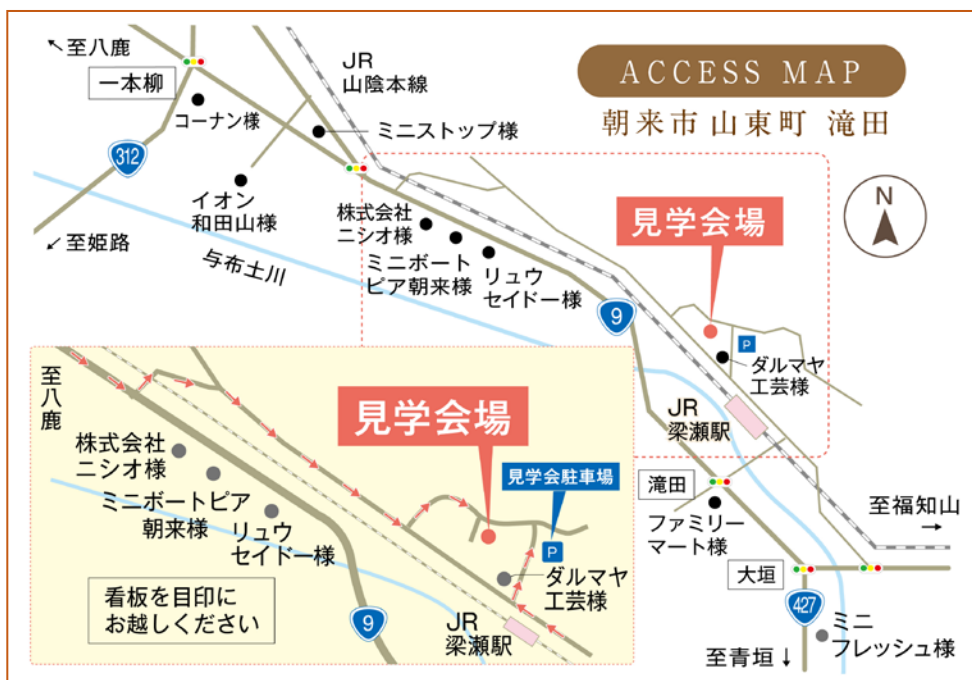 至八鹿
一本柳
コーナン様
312
至姫路
イオン
和田山様
与布土川
JR
山陰本線
ミニストップ様
ACCESS MAP
朝来市 山東町 滝田
N
株式会社
ニシオ様
ミニボート
ピア朝来様
リュウ
セイドー様
9
見学会場
P
ダルマヤ
工芸様
JR
梁瀬駅
滝田
ファミリー
マート様
至福知山
大垣
427
ミニ
フレッシュ様
至青垣
至八鹿
株式会社
ニシオ様
ミニボートピア
朝来様
リュウ
セイドー様
見学会場
見学会駐車場
P
ダルマヤ
工芸様
JR
梁瀬駅
9
看板を目印に
お越しください